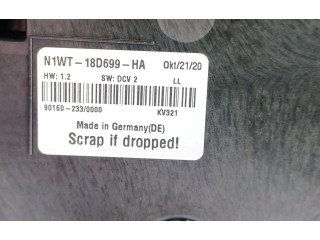 N1WT-18D699-HA Okt/21/20
HW: 1.2 SW: DCV 2 LL
90160-233/0000 KV321
Made in Germany(DE)
Scrap if dropped!